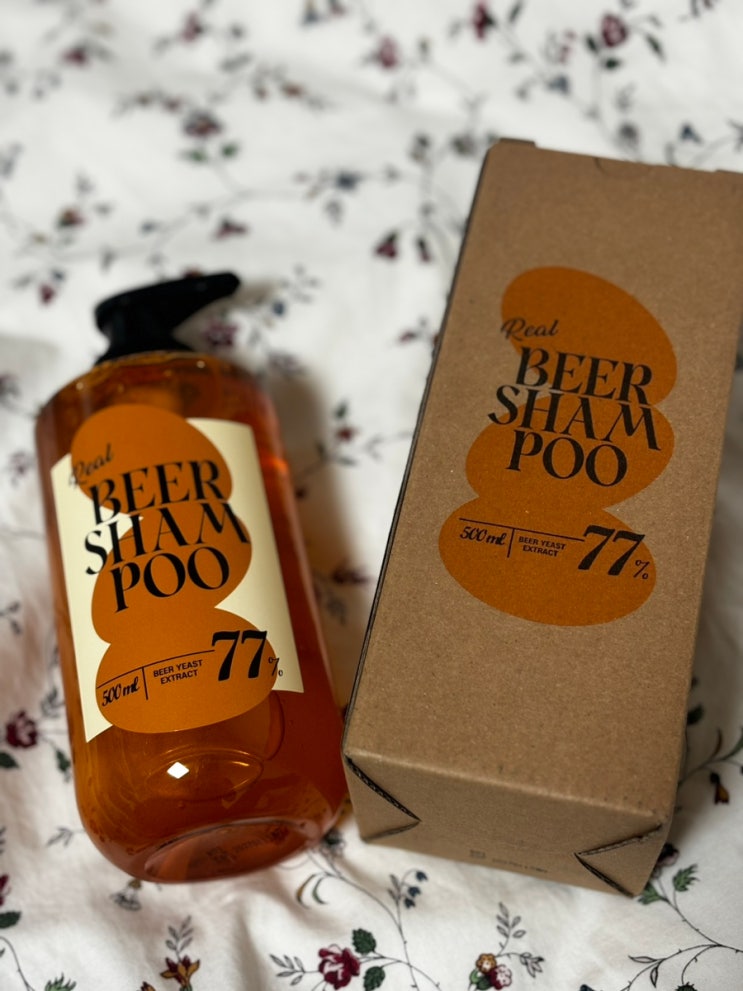 Real
BEER
SHAM
POO
500 ml
BEER YEAST
EXTRACT
77%
Real
BEER
SHAM
POO
500 ml
BEER YEAST
EXTRACT
77%